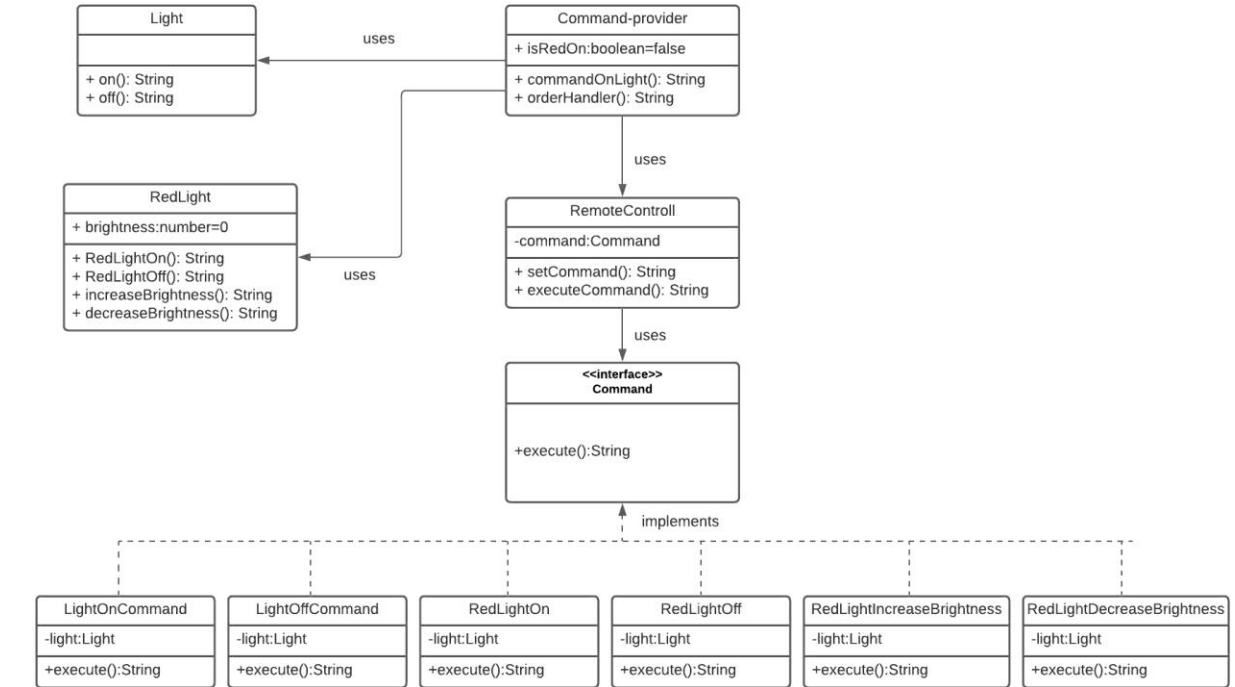 Light
+ on(): String
+ off(): String
uses
Command-provider
+ isRedOn:boolean=false
+ commandOnLight(): String
+ orderHandler(): String
uses
RedLight
+ brightness:number=0
+ RedLightOn(): String
+ RedLightOff(): String
+ increaseBrightness(): String
+ decreaseBrightness(): String
uses
RemoteControll
-command:Command
+ setCommand(): String
+ executeCommand(): String
uses
<<interface>>
Command
+execute():String
implements
LightOnCommand
-light:Light
+execute():String
LightOffCommand
-light:Light
+execute():String
RedLightOn
-light:Light
+execute():String
RedLightOff
-light:Light
+execute():String
RedLightIncreaseBrightness
-light:Light
+execute():String
RedLightDecreaseBrightness
-light:Light
+execute():String